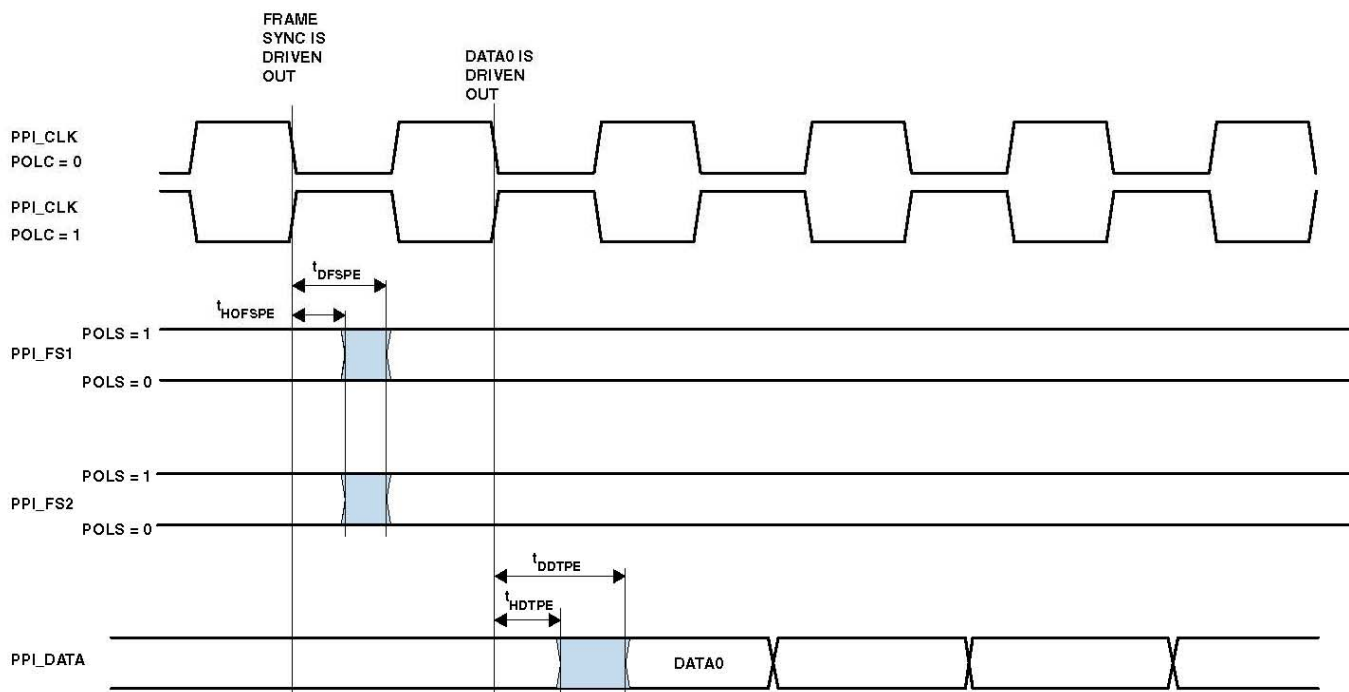 FRAME
SYNC IS
DRIVEN
OUT
DATA0 IS
DRIVEN
OUT
PPI_CLK
POLC = 0
PPI_CLK
POLC = 1
tDFSPE
tHOFSPE
POLS = 1
PPI_FS1
POLS = 0
POLS = 1
PPI_FS2
POLS = 0
tDDTPE
tHDTPE
PPI_DATA
DATA0